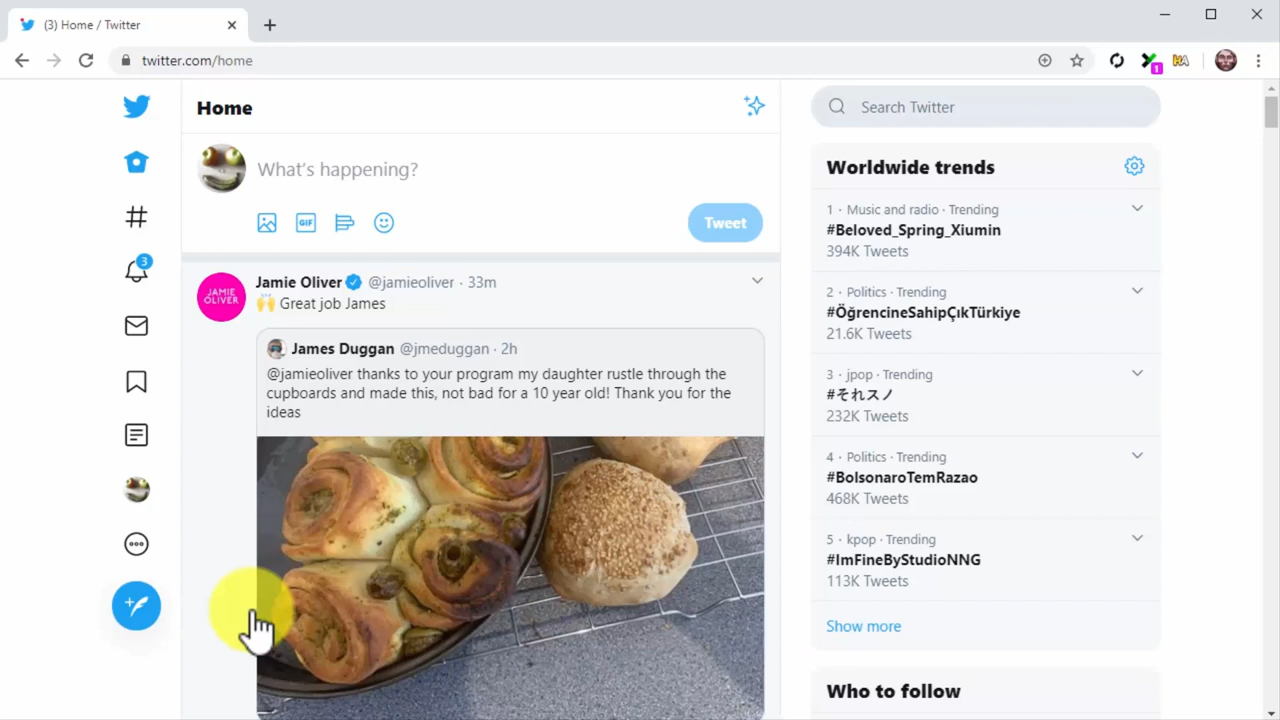 (3) Home / Twitter
twitter.com/home
1
HA
Home
What's happening?
GIF
Tweet
3
JAMIE
OLIVER
Jamie Oliver @jamieoliver · 33m
🙌 Great job James
James Duggan @jmeduggan · 2h
@jamieoliver thanks to your program my daughter rustle through the
cupboards and made this, not bad for a 10 year old! Thank you for the
ideas
Search Twitter
Worldwide trends
1 · Music and radio · Trending
#Beloved_Spring_Xiumin
394K Tweets
2 · Politics · Trending
#ÖğrencineSahipÇıkTürkiye
21.6K Tweets
3 · jpop · Trending
#それスノ
232K Tweets
4 · Politics · Trending
#BolsonaroTemRazao
468K Tweets
5 · kpop · Trending
#ImFineByStudioNNG
113K Tweets
Show more
Who to follow